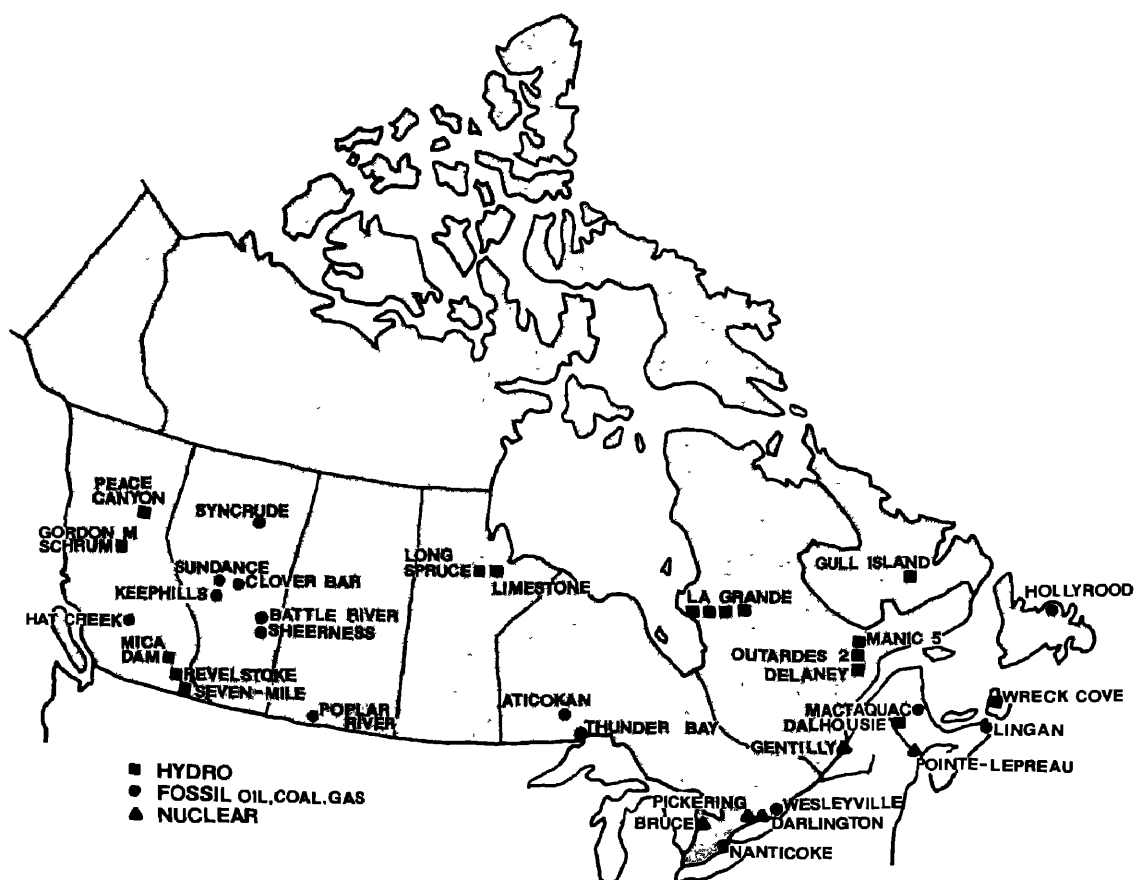 PEACE
CANYON
GORDON M
SCHRUM
SYNCRUDE
SUNDANCE
CLOVER BAR
KEEPHILLS
HAT CREEK
BATTLE RIVER
SHEERNESS
MICA
DAM
REVELSTOKE
SEVEN-MILE
POPLAR
RIVER
LONG
SPRUCE
LIMESTONE
ATICOKAN
THUNDER BAY
LA GRANDE
GULL ISLAND
HOLLYROOD
MANIC 5
OUTARDES 2
DELANEY
MACTAQUAC
DALHOUSIE
WRECK COVE
LINGAN
GENTILLY
POINTE-LEPREAU
PICKERING
WESLEYVILLE
BRUCE
DARLINGTON
NANTICOKE
HYDRO
FOSSIL OIL,COAL,GAS
NUCLEAR